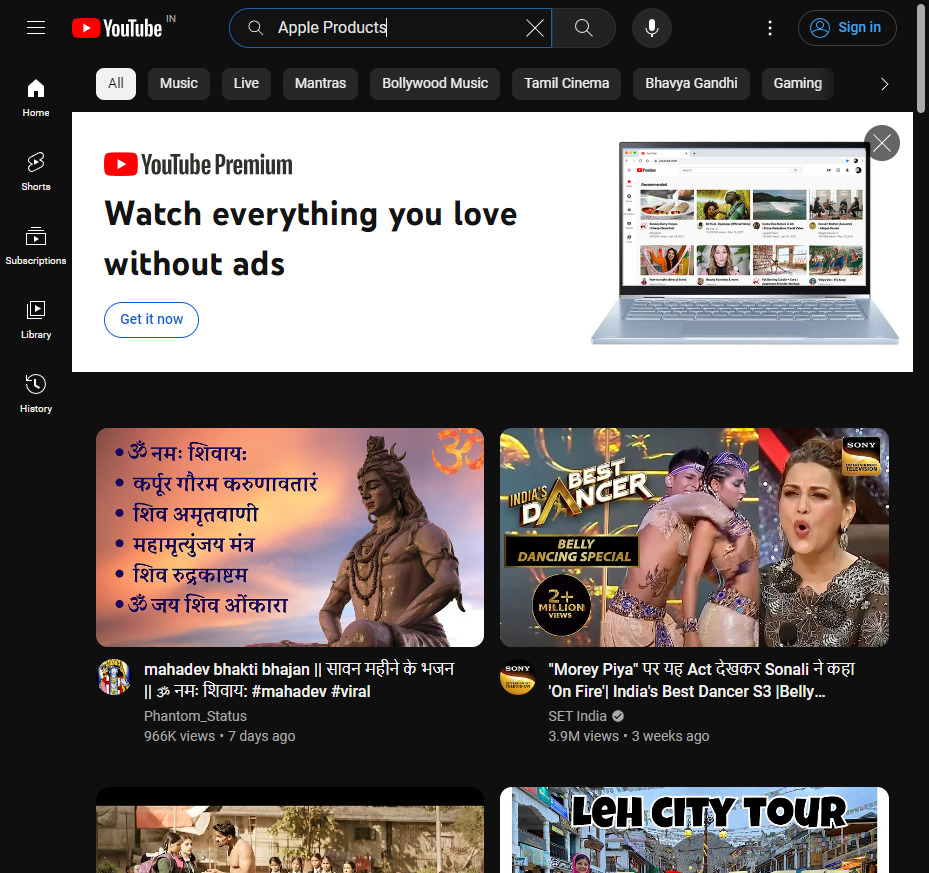 YouTube IN
Apple Products
Sign in
All
Music
Live
Mantras
Bollywood Music
Tamil Cinema
Bhavya Gandhi
Gaming
Home
Shorts
Subscriptions
Library
History
YouTube Premium
Watch everything you love
without ads
Get it now
Recommended
• ॐ नमः शिवायः
• कर्पूर गौरम करुणावतारं
• शिव अमृतवाणी
• महामृत्युंजय मंत्र
• शिव रुद्रकाष्टम
• ॐ जय शिव ओंकारा
ॐ
INDIA'S
BEST
DANCER
BELLY
DANCING SPECIAL
2+
MILLION
VIEWS
SONY
ENTERTAINMENT
TELEVISION
mahadev bhakti bhajan || सावन महीने के भजन
|| ॐ नमः शिवाय: #mahadev #viral
Phantom_Status
966K views • 7 days ago
SONY
"Morey Piya" पर यह Act देखकर Sonali ने कहा
'On Fire'| India's Best Dancer S3 |Belly...
SET India
3.9M views • 3 weeks ago
LEH CITY TOUR